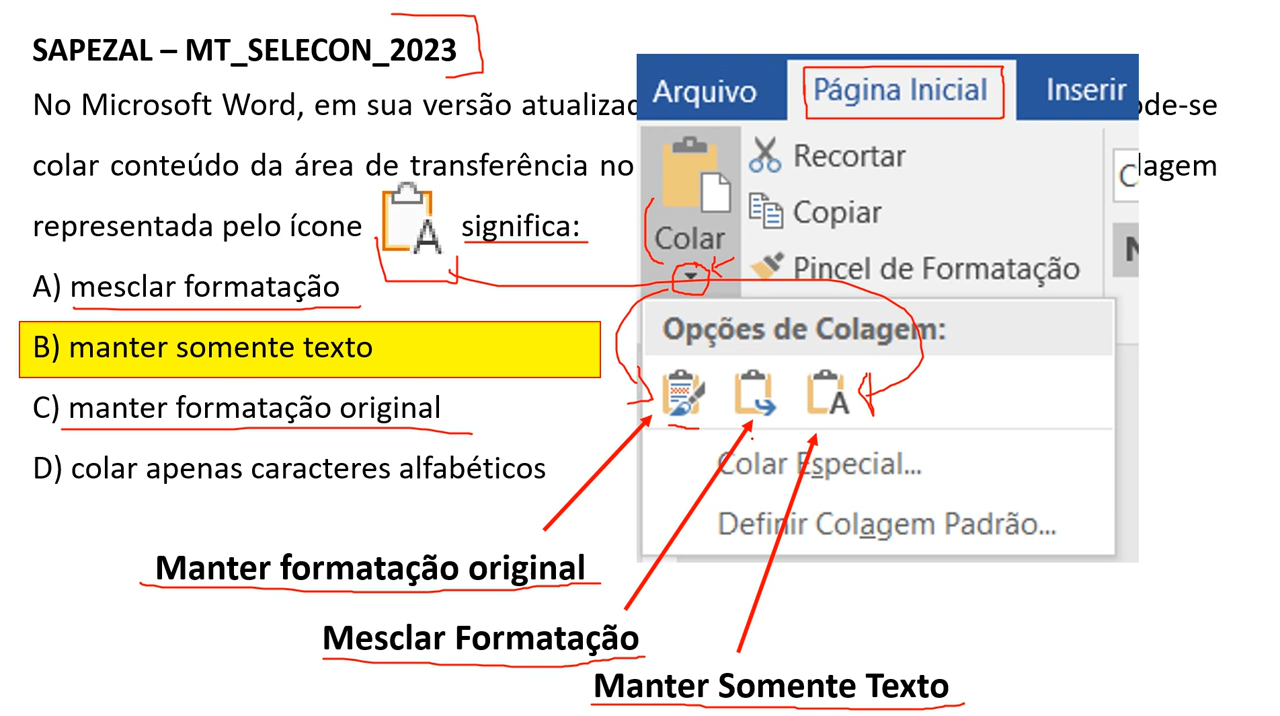 SAPEZAL – MT_SELECON_2023
No Microsoft Word, em sua versão atualizad
de-se
colar conteúdo da área de transferência no
lagem
representada pelo ícone A significa:
A) mesclar formatação
B) manter somente texto
C) manter formatação original
D) colar apenas caracteres alfabéticos
Arquivo Página Inicial Inserir
Recortar
Copiar
Colar
Pincel de Formatação
Opções de Colagem:
A
Colar Especial...
Definir Colagem Padrão...
Manter formatação original
Mesclar Formatação
Manter Somente Texto